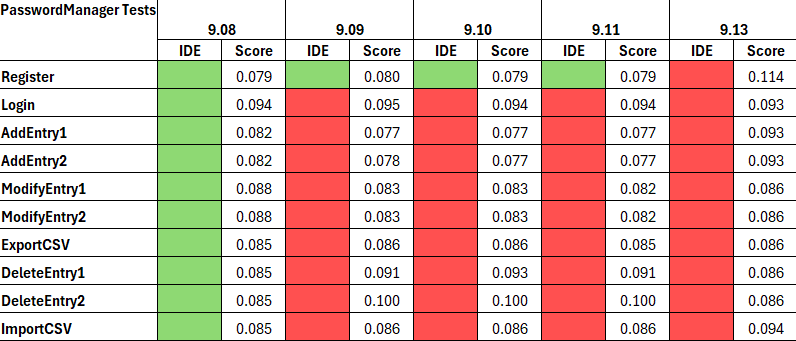 PasswordManager Tests
9.08 9.09 9.10 9.11 9.13
IDE Score IDE Score IDE Score IDE Score IDE Score
Register 0.079 0.080 0.079 0.079 0.114
Login 0.094 0.095 0.094 0.094 0.093
AddEntry1 0.082 0.077 0.077 0.077 0.093
AddEntry2 0.082 0.078 0.077 0.077 0.093
ModifyEntry1 0.088 0.083 0.083 0.082 0.086
ModifyEntry2 0.088 0.083 0.083 0.082 0.086
ExportCSV 0.085 0.086 0.086 0.085 0.086
DeleteEntry1 0.085 0.091 0.093 0.091 0.086
DeleteEntry2 0.085 0.100 0.100 0.100 0.086
ImportCSV 0.085 0.086 0.086 0.086 0.094